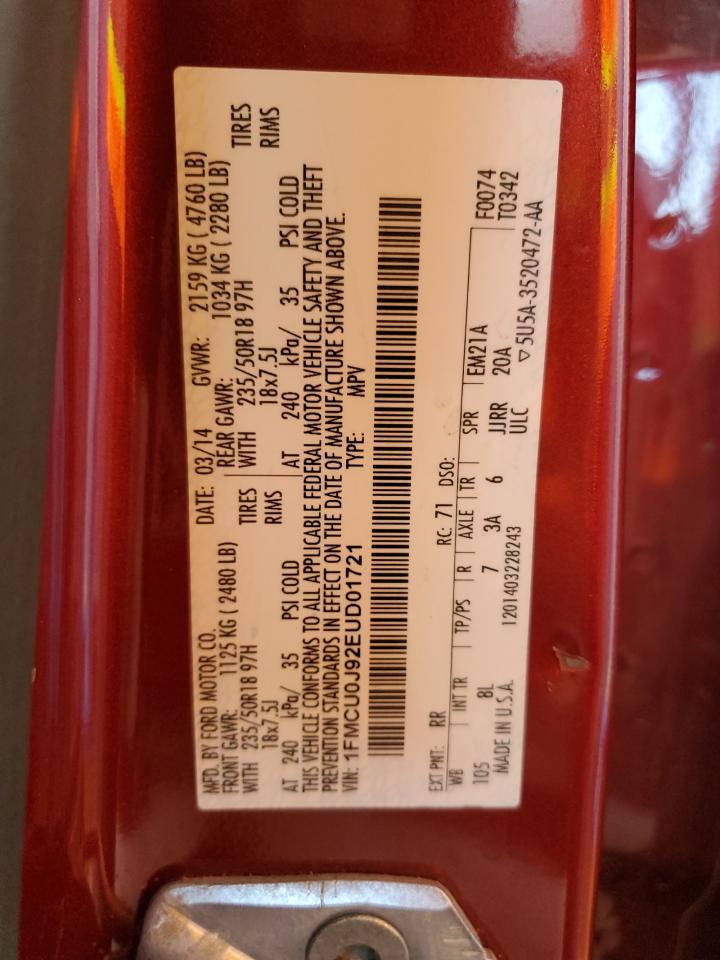 MFD. BY FORD MOTOR CO. DATE: 03/14 GVWR: 2159 KG ( 4760 LB)
FRONT GAWR: 1125 KG ( 2480 LB) REAR GAWR: 1034 KG ( 2280 LB)
WITH 235/50R18 97H TIRES WITH 235/50R18 97H TIRES
18x7.5J RIMS 18x7.5J RIMS
AT 240 kPa/ 35 PSI COLD AT 240 kPa/ 35 PSI COLD
THIS VEHICLE CONFORMS TO ALL APPLICABLE FEDERAL MOTOR VEHICLE SAFETY AND THEFT
PREVENTION STANDARDS IN EFFECT ON THE DATE OF MANUFACTURE SHOWN ABOVE.
VIN: 1FMCU0J92EUD01721 TYPE: MPV
EXT PNT: RR RC: 71 DSO:
WB INT TR TP/PS R AXLE TR SPR EM21A F0074
105 8L 7 3A 6 JJRR 20A T0342
MADE IN U.S.A. 1201403228243 ULC ▽5U5A-3520472-AA